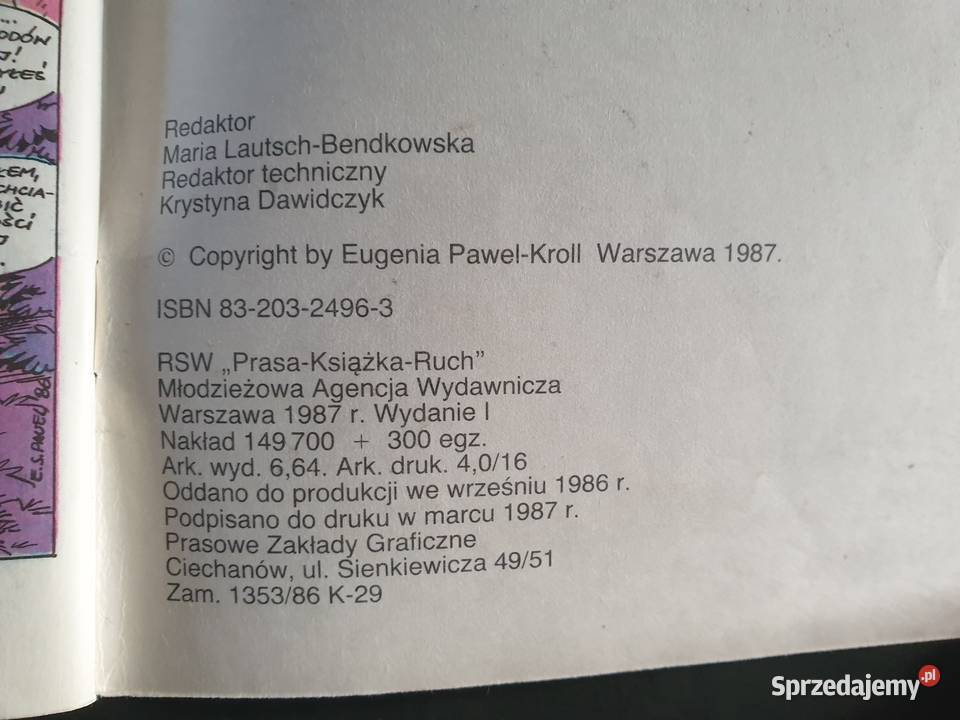 ODÓW
Redaktor
Maria Lautsch-Bendkowska
Redaktor techniczny
Krystyna Dawidczyk
© Copyright by Eugenia Pawel-Kroll Warszawa 1987.
ISBN 83-203-2496-3
RSW „Prasa-Książka-Ruch”
Młodzieżowa Agencja Wydawnicza
Warszawa 1987 r. Wydanie I
Nakład 149 700 + 300 egz.
Ark. wyd. 6,64. Ark. druk. 4,0/16
Oddano do produkcji we wrześniu 1986 r.
Podpisano do druku w marcu 1987 r.
Prasowe Zakłady Graficzne
Ciechanów, ul. Sienkiewicza 49/51
Zam. 1353/86 K-29
E.S.PAWEL '86
Sprzedajemy.pl